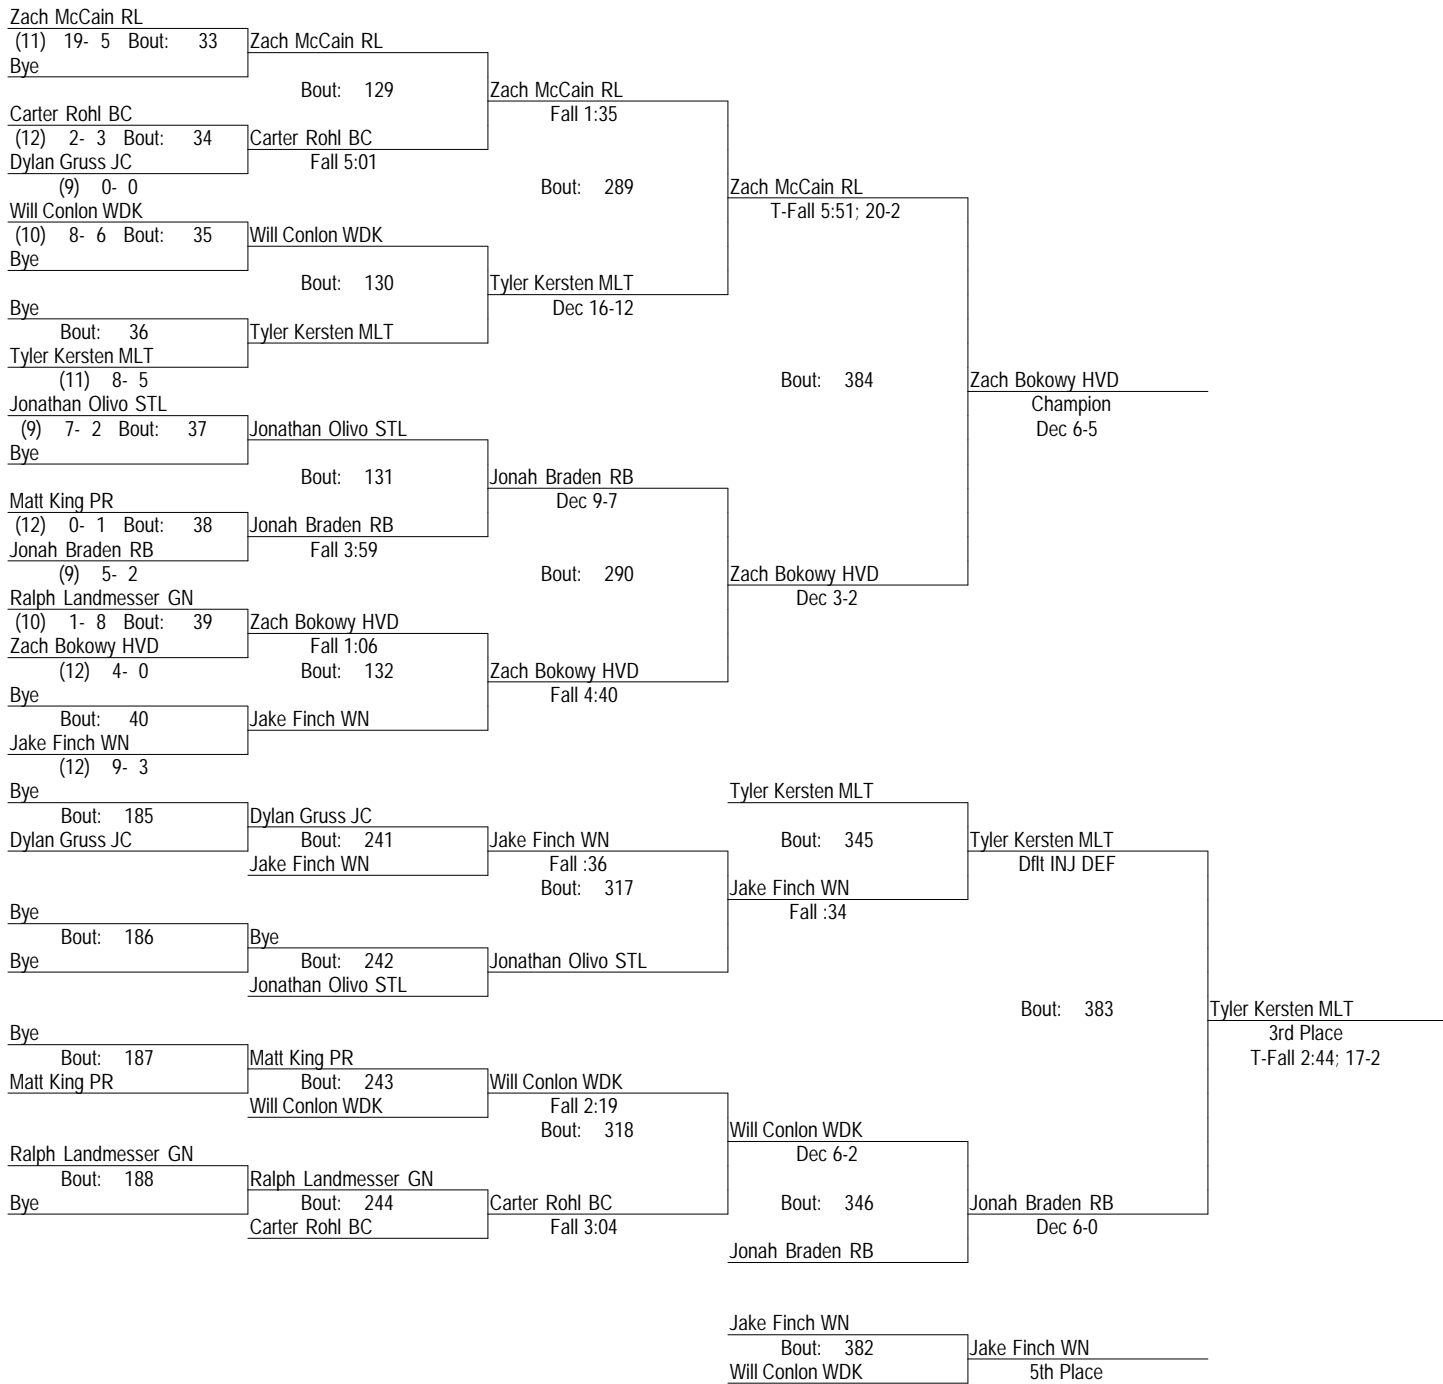 Zach McCain RL
(11) 19- 5 Bout: 33 Zach McCain RL
Bye
Bout: 129 Zach McCain RL
Carter Rohl BC Fall 1:35
(12) 2- 3 Bout: 34 Carter Rohl BC
Dylan Gruss JC Fall 5:01
(9) 0- 0 Bout: 289 Zach McCain RL
Will Conlon WDK T-Fall 5:51; 20-2
(10) 8- 6 Bout: 35 Will Conlon WDK
Bye
Bout: 130 Tyler Kersten MLT
Bye Dec 16-12
Bout: 36 Tyler Kersten MLT
Tyler Kersten MLT
(11) 8- 5 Bout: 384 Zach Bokowy HVD
Jonathan Olivo STL Champion
(9) 7- 2 Bout: 37 Jonathan Olivo STL Dec 6-5
Bye
Bout: 131 Jonah Braden RB
Matt King PR Dec 9-7
(12) 0- 1 Bout: 38 Jonah Braden RB
Jonah Braden RB Fall 3:59
(9) 5- 2 Bout: 290 Zach Bokowy HVD
Ralph Landmesser GN Dec 3-2
(10) 1- 8 Bout: 39 Zach Bokowy HVD
Zach Bokowy HVD Fall 1:06
(12) 4- 0 Bout: 132 Zach Bokowy HVD
Bye Fall 4:40
Bout: 40 Jake Finch WN
Jake Finch WN
(12) 9- 3
Bye Tyler Kersten MLT
Bout: 185 Dylan Gruss JC
Dylan Gruss JC Bout: 241 Jake Finch WN Bout: 345 Tyler Kersten MLT
Jake Finch WN Fall :36 Dflt INJ DEF
Bout: 317 Jake Finch WN
Bye Fall :34
Bout: 186 Bye
Bye Bout: 242 Jonathan Olivo STL
Jonathan Olivo STL
Bout: 383 Tyler Kersten MLT
Bye 3rd Place
Bout: 187 Matt King PR T-Fall 2:44; 17-2
Matt King PR Bout: 243 Will Conlon WDK
Will Conlon WDK Fall 2:19
Bout: 318 Will Conlon WDK
Ralph Landmesser GN Dec 6-2
Bout: 188 Ralph Landmesser GN
Bye Bout: 244 Carter Rohl BC Bout: 346 Jonah Braden RB
Carter Rohl BC Fall 3:04 Dec 6-0
Jonah Braden RB
Jake Finch WN
Bout: 382 Jake Finch WN
Will Conlon WDK 5th Place